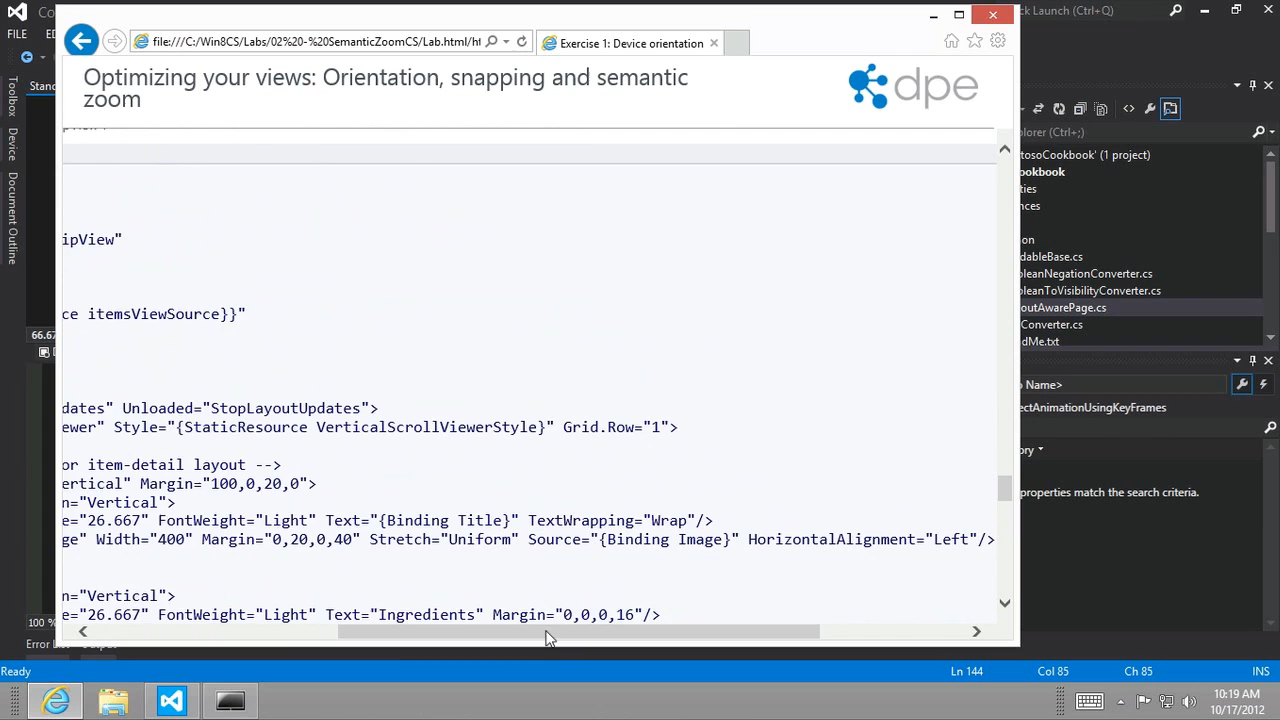 Co
k Launch (Ctrl+Q)
FILE
file:///C:/Win8CS/Labs/02%20-%20SemanticZoomCS/Lab.html/ht
Exercise 1: Device orientation
Stand
Optimizing your views: Orientation, snapping and semantic
zoom
dpe
Toolbox
Device
Document Outline
plorer (Ctrl+;)
tosoCookbook' (1 project)
ookbook
ties
nces
on
dableBase.cs
oleanNegationConverter.cs
oleanToVisibilityConverter.cs
outAwarePage.cs
Converter.cs
dMe.txt
ipView"
ce itemsViewSource}}"
66.67
dates" Unloaded="StopLayoutUpdates">
ewer" Style="{StaticResource VerticalScrollViewerStyle}" Grid.Row="1">
o Name>
ectAnimationUsingKeyFrames
ory
or item-detail layout -->
ertical" Margin="100,0,20,0">
n="Vertical">
e="26.667" FontWeight="Light" Text="{Binding Title}" TextWrapping="Wrap"/>
ge" Width="400" Margin="0,20,0,40" Stretch="Uniform" Source="{Binding Image}" HorizontalAlignment="Left"/>
properties match the search criteria.
n="Vertical">
e="26.667" FontWeight="Light" Text="Ingredients" Margin="0,0,0,16"/>
100 %
Error List
Ready
Ln 144
Col 85
Ch 85
INS
10:19 AM
10/17/2012